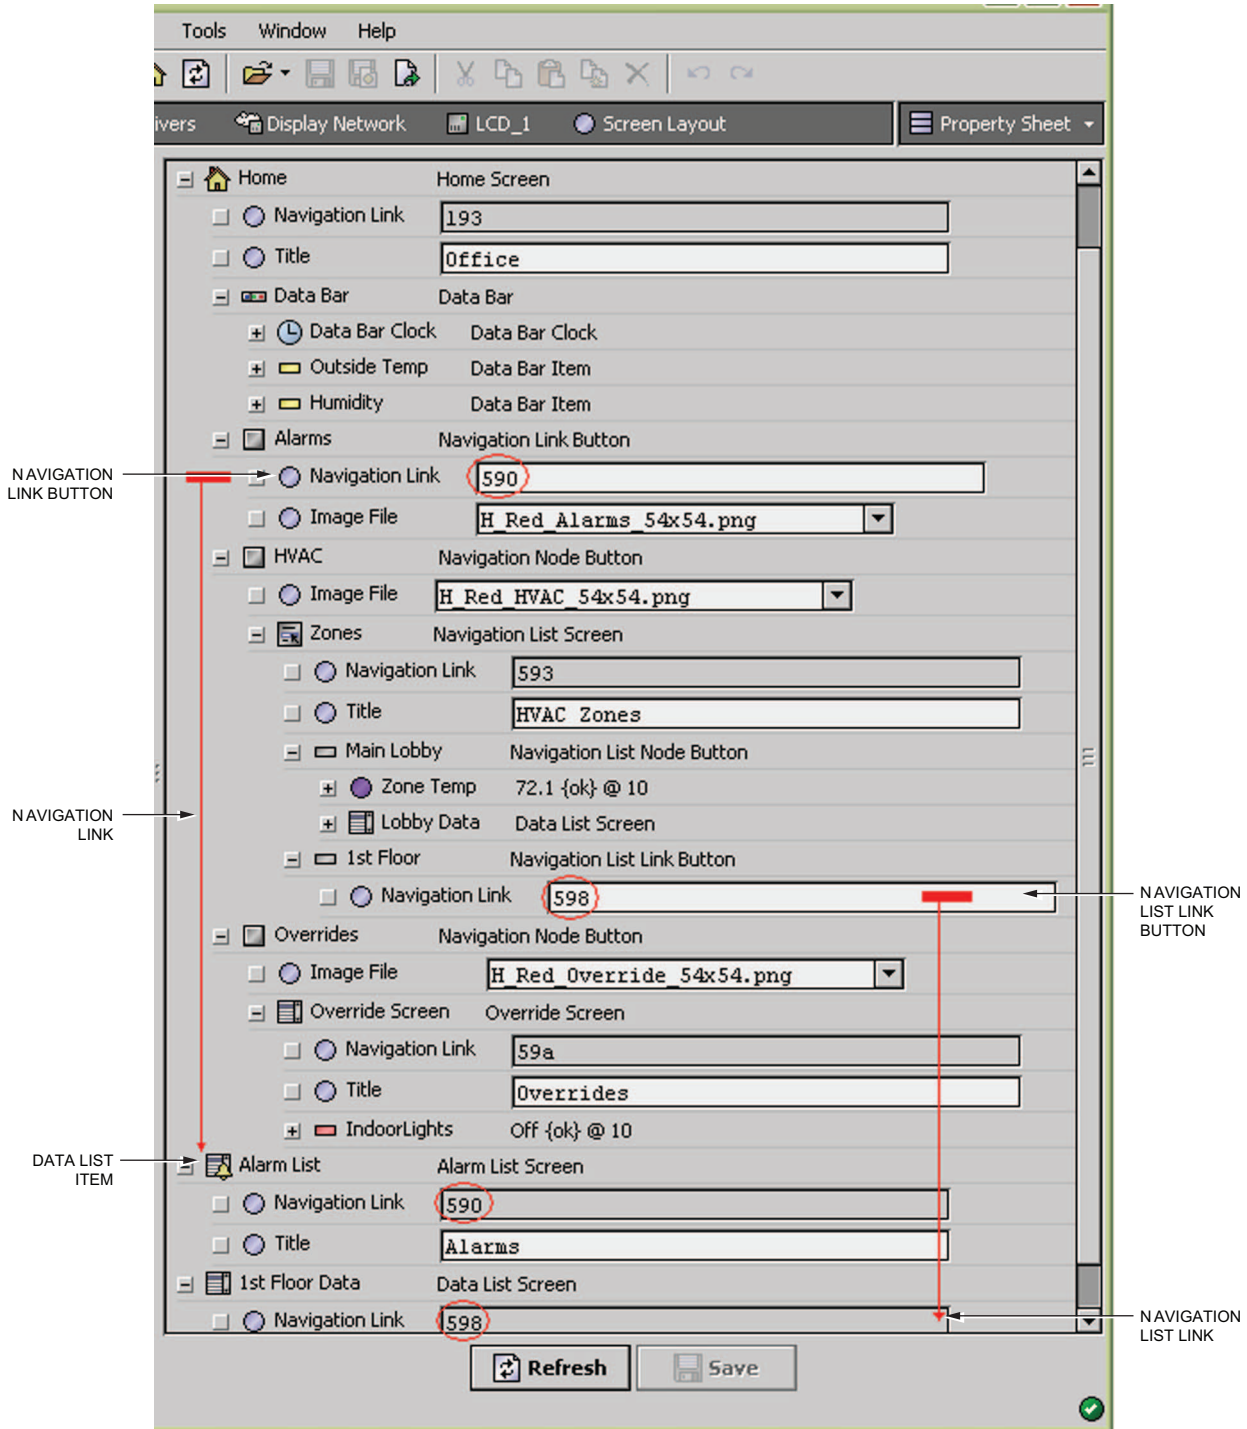 Tools Window Help
ivers Display Network LCD_1 Screen Layout Property Sheet
Home Home Screen
Navigation Link 193
Title Office
Data Bar Data Bar
Data Bar Clock Data Bar Clock
Outside Temp Data Bar Item
Humidity Data Bar Item
Alarms Navigation Link Button
NAVIGATION
LINK BUTTON
Navigation Link 590
Image File H_Red_Alarms_54x54.png
HVAC Navigation Node Button
Image File H_Red_HVAC_54x54.png
Zones Navigation List Screen
Navigation Link 593
Title HVAC Zones
Main Lobby Navigation List Node Button
Zone Temp 72.1 {ok} @ 10
NAVIGATION
LINK
Lobby Data Data List Screen
1st Floor Navigation List Link Button
Navigation Link 598
NAVIGATION
LIST LINK
BUTTON
Overrides Navigation Node Button
Image File H_Red_Override_54x54.png
Override Screen Override Screen
Navigation Link 59a
Title Overrides
IndoorLights Off {ok} @ 10
DATA LIST
ITEM
Alarm List Alarm List Screen
Navigation Link 590
Title Alarms
1st Floor Data Data List Screen
Navigation Link 598
NAVIGATION
LIST LINK
Refresh Save